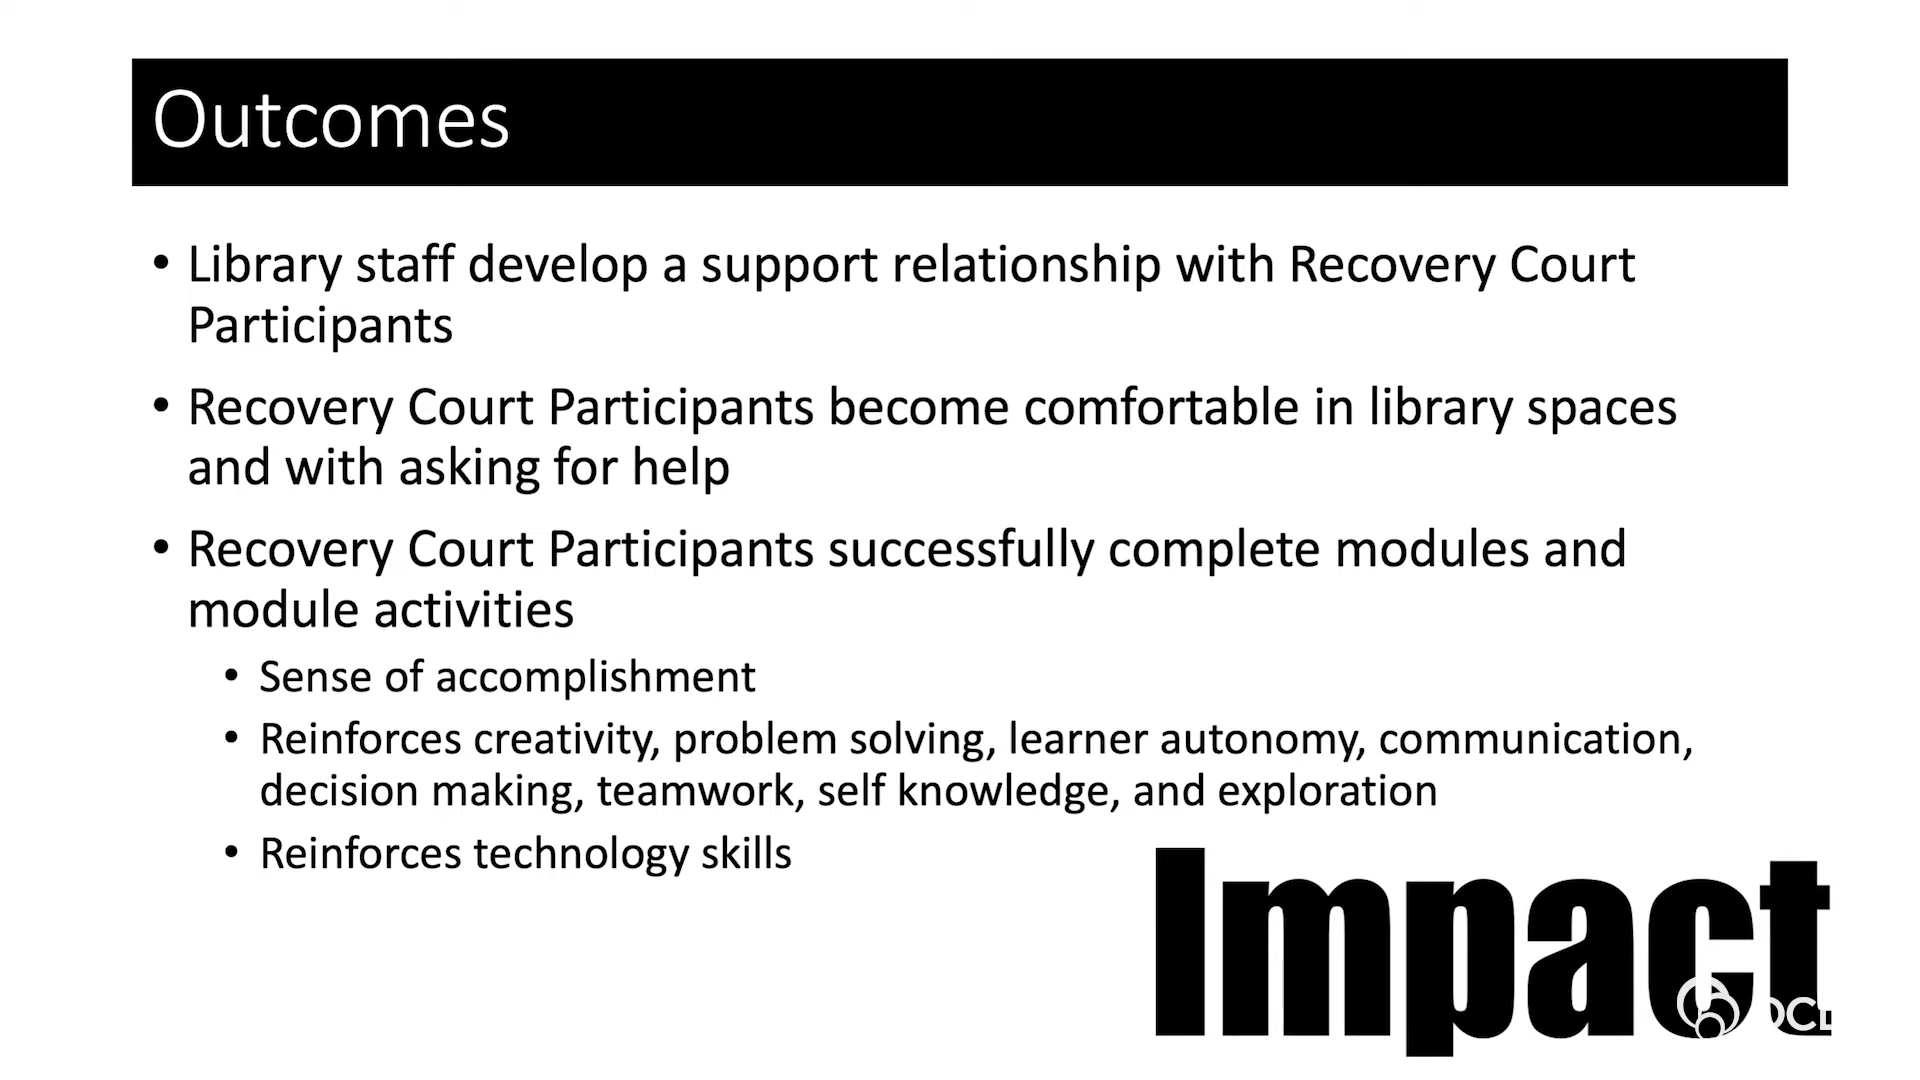 Outcomes
• Library staff develop a support relationship with Recovery Court
Participants
• Recovery Court Participants become comfortable in library spaces
and with asking for help
• Recovery Court Participants successfully complete modules and
module activities
• Sense of accomplishment
• Reinforces creativity, problem solving, learner autonomy, communication,
decision making, teamwork, self knowledge, and exploration
• Reinforces technology skills
Impact